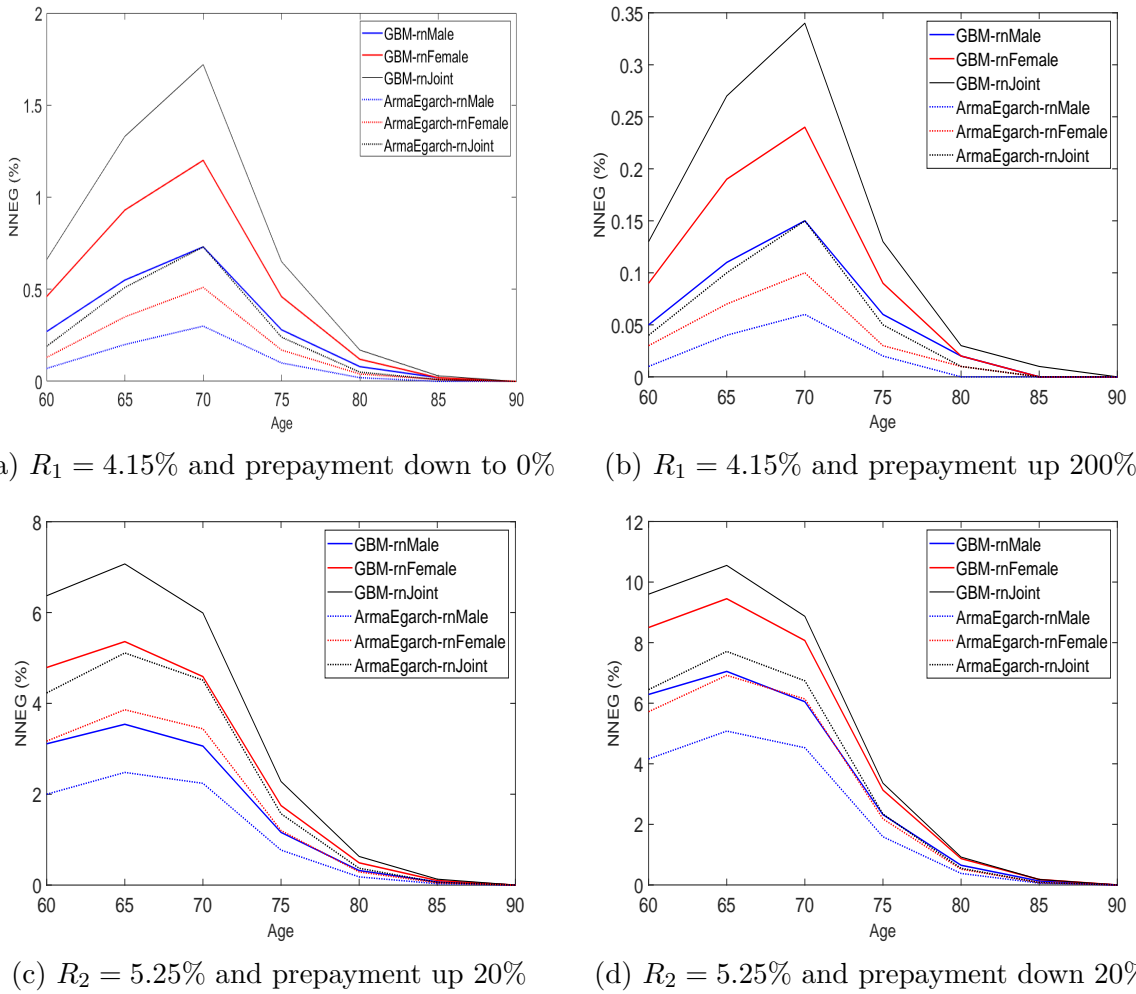 2
1.5
1
0.5
0
NNEG (%)
60 65 70 75 80 85 90
Age
GBM-rnMale
GBM-rnFemale
GBM-rnJoint
ArmaEgarch-rnMale
ArmaEgarch-rnFemale
ArmaEgarch-rnJoint
0.35
0.3
0.25
0.2
0.15
0.1
0.05
0
NNEG (%)
60 65 70 75 80 85 90
Age
GBM-rnMale
GBM-rnFemale
GBM-rnJoint
ArmaEgarch-rnMale
ArmaEgarch-rnFemale
ArmaEgarch-rnJoint
a) R₁ = 4.15% and prepayment down to 0%
(b) R₁ = 4.15% and prepayment up 200%
8
6
4
2
0
NNEG (%)
60 65 70 75 80 85 90
Age
GBM-rnMale
GBM-rnFemale
GBM-rnJoint
ArmaEgarch-rnMale
ArmaEgarch-rnFemale
ArmaEgarch-rnJoint
12
10
8
6
4
2
0
NNEG (%)
60 65 70 75 80 85 90
Age
GBM-rnMale
GBM-rnFemale
GBM-rnJoint
ArmaEgarch-rnMale
ArmaEgarch-rnFemale
ArmaEgarch-rnJoint
(c) R₂ = 5.25% and prepayment up 20%
(d) R₂ = 5.25% and prepayment down 20%